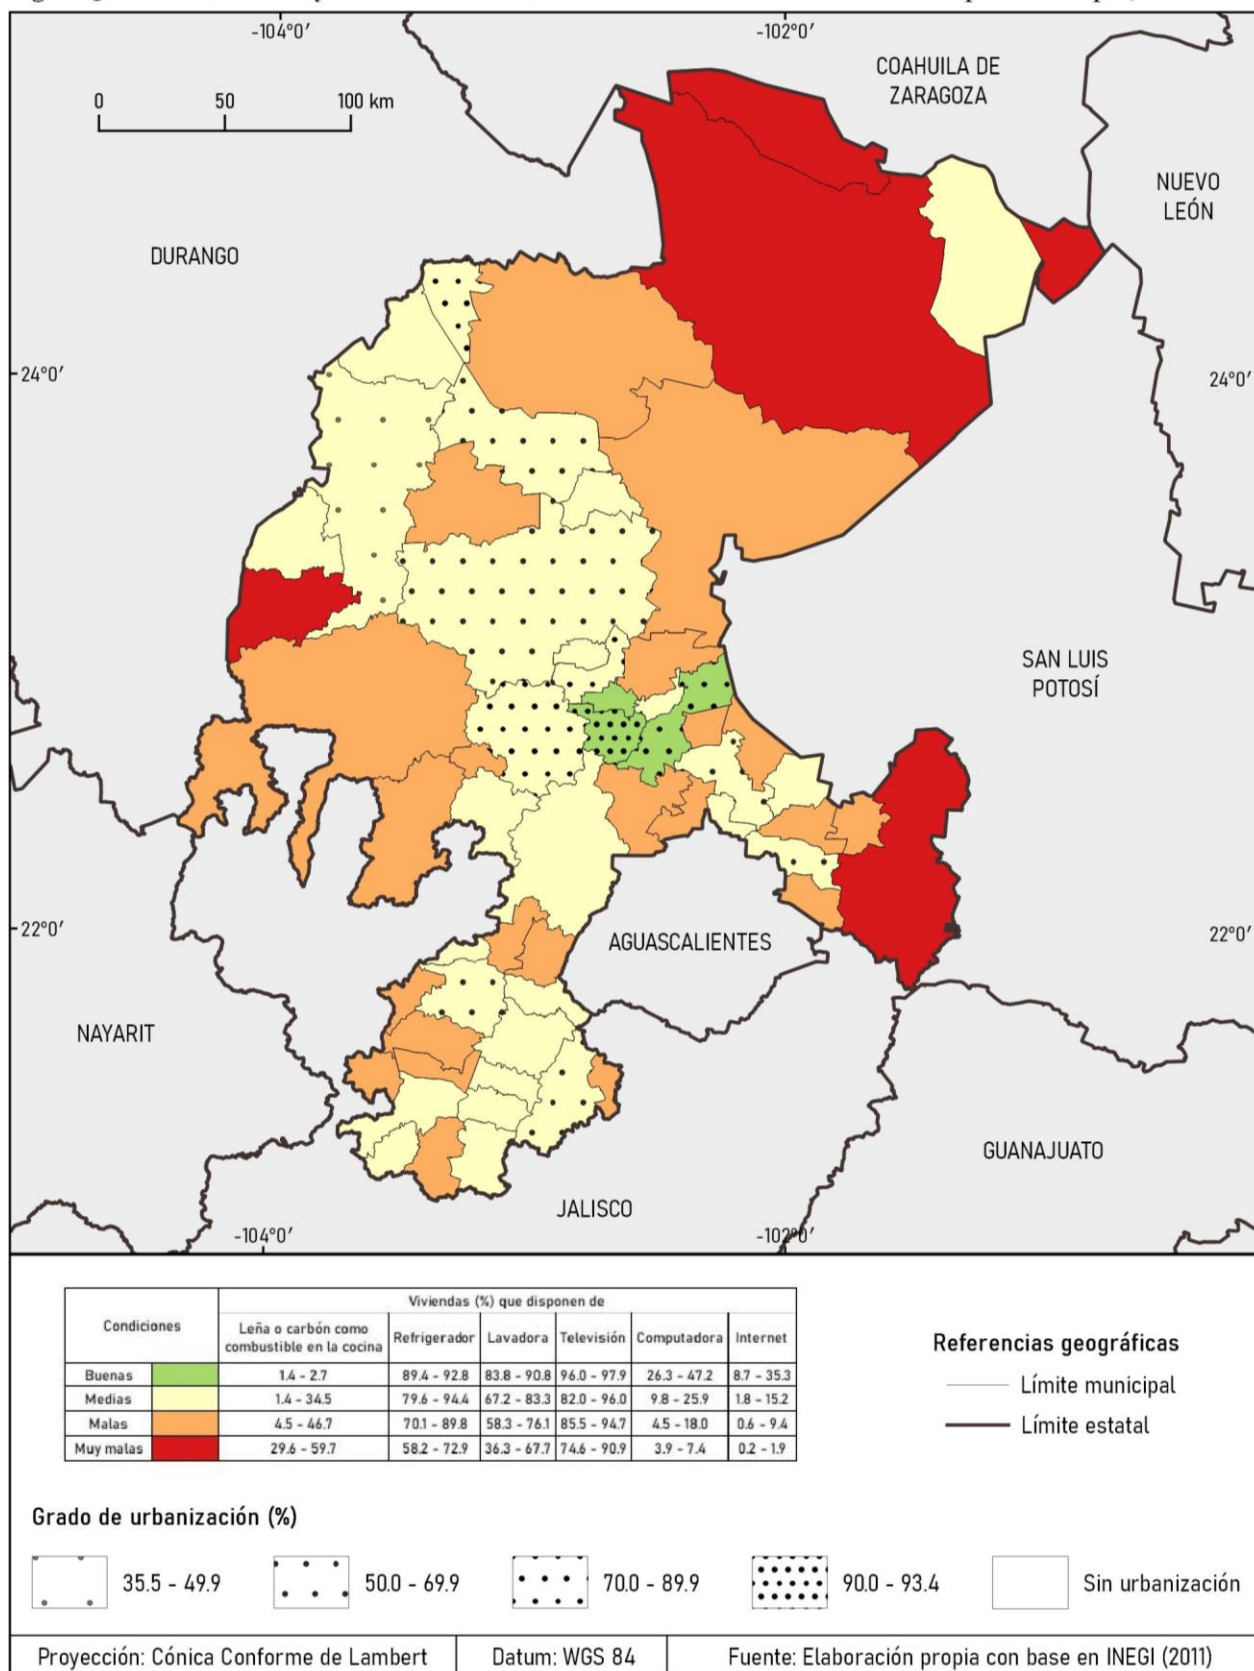 -104°0′ -102°0′
COAHUILA DE
ZARAGOZA
0 50 100 km
NUEVO
LEÓN
DURANGO
24°0′ 24°0′
SAN LUIS
POTOSÍ
22°0′ 22°0′
AGUASCALIENTES
NAYARIT
GUANAJUATO
JALISCO
-104°0′ -102°0′
Condiciones Viviendas (%) que disponen de
Leña o carbón como
combustible en la cocina Refrigerador Lavadora Televisión Computadora Internet
Buenas 1.4 - 2.7 89.4 - 92.8 83.8 - 90.8 96.0 - 97.9 26.3 - 47.2 8.7 - 35.3
Medias 1.4 - 34.5 79.6 - 94.4 67.2 - 83.3 82.0 - 96.0 9.8 - 25.9 1.8 - 15.2
Malas 4.5 - 46.7 70.1 - 89.8 58.3 - 76.1 85.5 - 94.7 4.5 - 18.0 0.6 - 9.4
Muy malas 29.6 - 59.7 58.2 - 72.9 36.3 - 67.7 74.6 - 90.9 3.9 - 7.4 0.2 - 1.9
Referencias geográficas
Límite municipal
Límite estatal
Grado de urbanización (%)
35.5 - 49.9 50.0 - 69.9 70.0 - 89.9 90.0 - 93.4 Sin urbanización
Proyección: Cónica Conforme de Lambert Datum: WGS 84 Fuente: Elaboración propia con base en INEGI (2011)